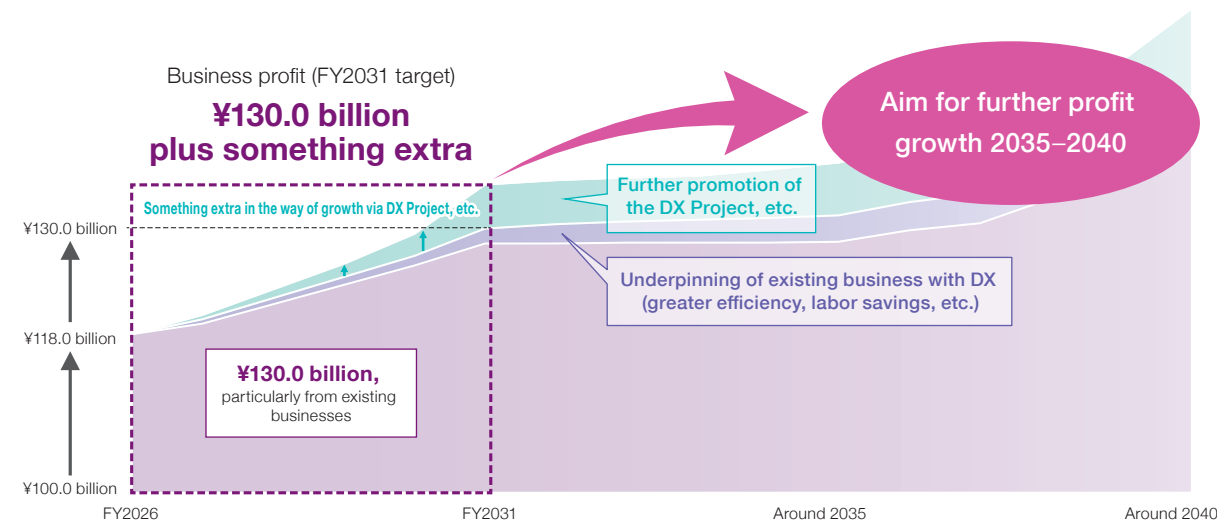 Business profit (FY2031 target)
¥130.0 billion
plus something extra
Aim for further profit
growth 2035–2040
Something extra in the way of growth via DX Project, etc.
Further promotion of
the DX Project, etc.
¥130.0 billion
Underpinning of existing business with DX
(greater efficiency, labor savings, etc.)
¥118.0 billion
¥130.0 billion,
particularly from existing
businesses
¥100.0 billion
FY2026
FY2031
Around 2035
Around 2040